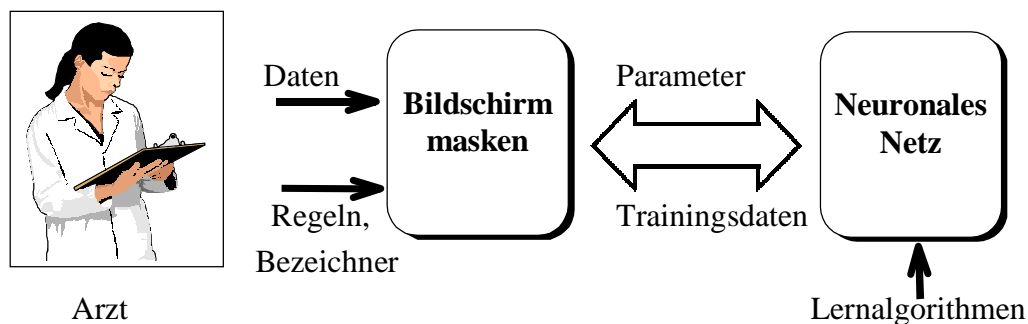 Daten
Regeln,
Bezeichner
Arzt
Bildschirm
masken
Parameter
Trainingsdaten
Neuronales
Netz
Lernalgorithmen